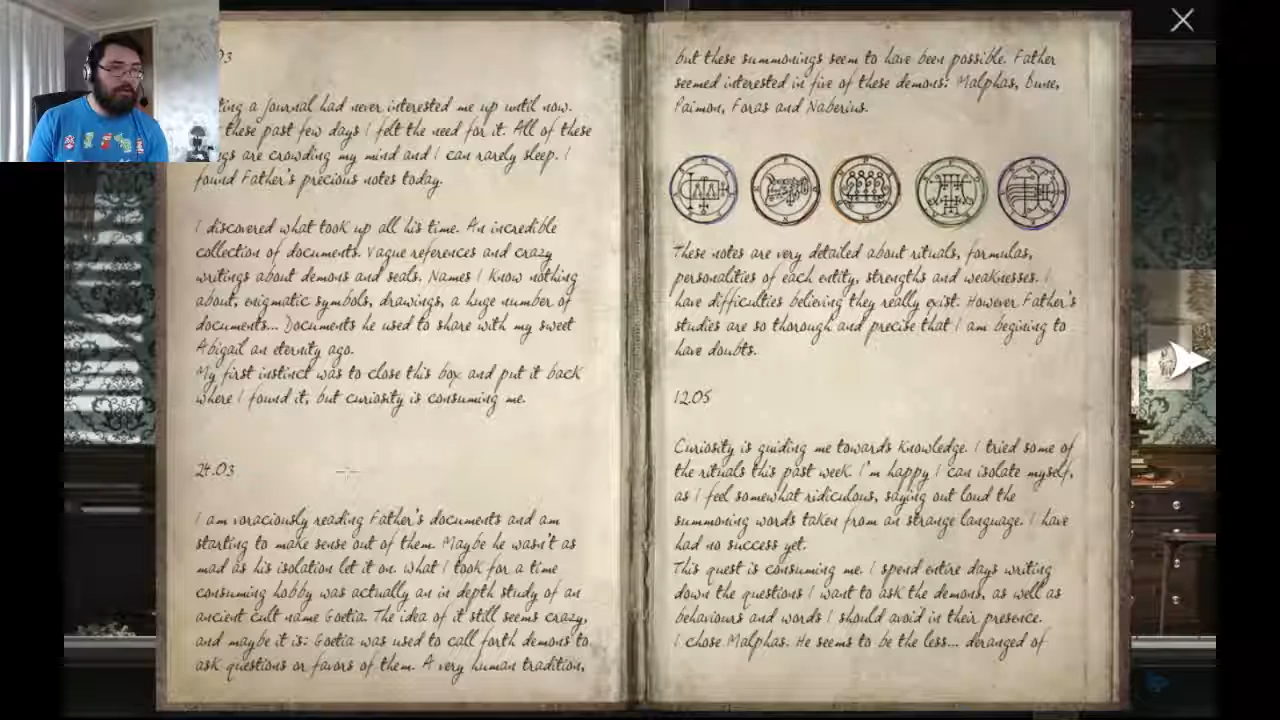 03
ting a journal had never interested me up until now.
these past few days I felt the need for it. All of these
ngs are crowding my mind and I can rarely sleep. I
found Father's precious notes today.
I discovered what took up all his time. An incredible
collection of documents. Vague references and crazy
writings about demons and seals. Names I know nothing
about, enigmatic symbols, drawings, a huge number of
documents... Documents he used to share with my sweet
Abigail an eternity ago.
My first instinct was to close this box and put it back
where I found it, but curiosity is consuming me.
24.03
I am voraciously reading Father's documents and am
starting to make sense out of them. Maybe he wasn't as
mad as his isolation let it on. What I took for a time
consuming hobby was actually an in depth study of an
ancient cult name Goetia. The idea of it still seems crazy,
and maybe it is: Goetia was used to call forth demons to
ask questions or favors of them. A very human tradition,
but these summonings seem to have been possible. Father
seemed interested in five of these demons: Malphas, Bune,
Paimon, Foras and Naberius.
These notes are very detailed about rituals, formulas,
personalities of each entity, strengths and weaknesses. I
have difficulties believing they really exist. However Father's
studies are so thorough and precise that I am begining to
have doubts.
12.05
Curiosity is guiding me towards knowledge. I tried some of
the rituals this past week. I'm happy I can isolate myself,
as I feel somewhat ridiculous, saying out loud the
summoning words taken from an strange language. I have
had no success yet.
This quest is consuming me. I spend entire days writing
down the questions I want to ask the demons, as well as
behaviours and words I should avoid in their presence.
I chose Malphas. He seems to be the less... deranged of